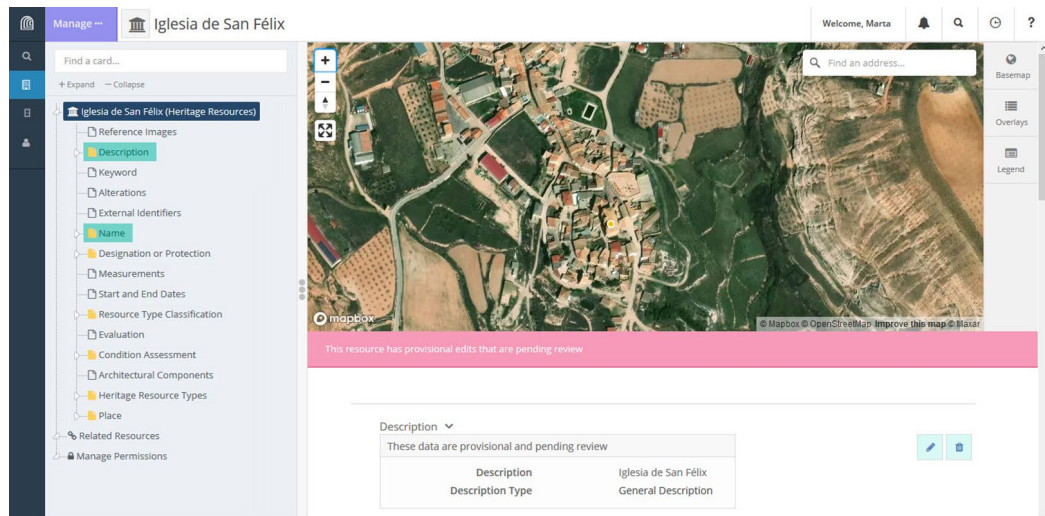 Manage ···
Iglesia de San Félix
Welcome, Marta
?
Find a card...
+ Expand — Collapse
Iglesia de San Félix (Heritage Resources)
Reference Images
Description
Keyword
Alterations
External Identifiers
Name
Designation or Protection
Measurements
Start and End Dates
Resource Type Classification
Evaluation
Condition Assessment
Architectural Components
Heritage Resource Types
Place
Related Resources
Manage Permissions
+
−
Find an address...
Basemap
Overlays
Legend
mapbox
© Mapbox © OpenStreetMap Improve this map © Maxar
This resource has provisional edits that are pending review
Description
These data are provisional and pending review
Description Iglesia de San Félix
Description Type General Description